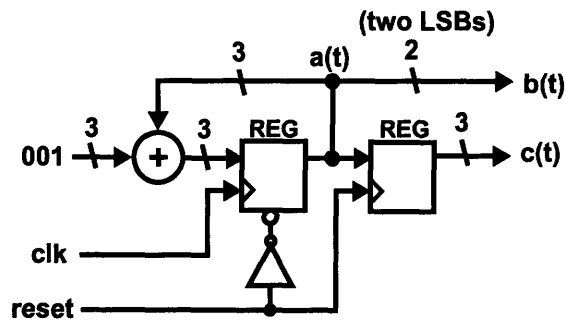 (two LSBs)
3
a(t)
2
b(t)
3
3
REG
REG
3
001
+
c(t)
clk
reset